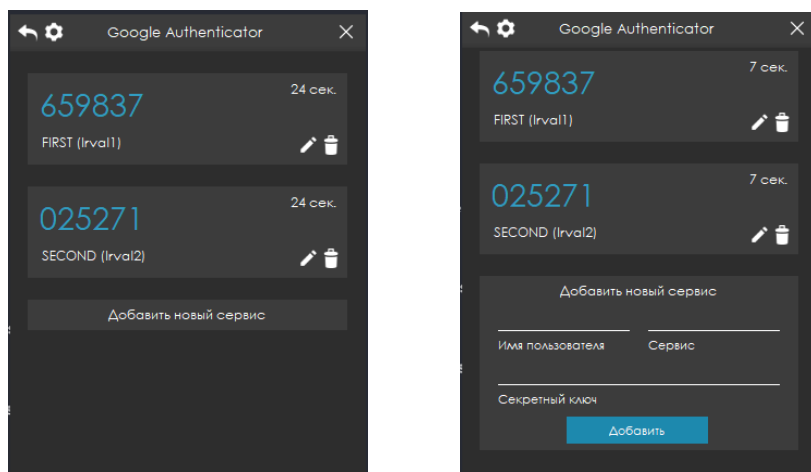 Google Authenticator
24 сек.
659837
FIRST (Irval1)
24 сек.
025271
SECOND (Irval2)
Добавить новый сервис
Google Authenticator
7 сек.
659837
FIRST (Irval1)
7 сек.
025271
SECOND (Irval2)
Добавить новый сервис
Имя пользователя
Сервис
Секретный ключ
Добавить